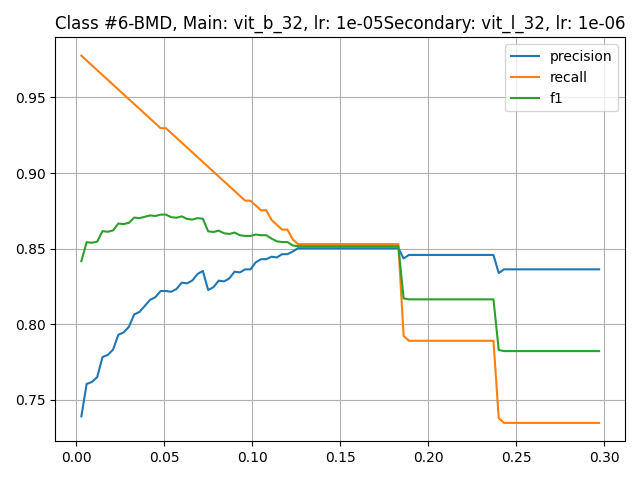 Class #6-BMD, Main: vit_b_32, lr: 1e-05Secondary: vit_l_32, lr: 1e-06
precision
recall
f1
0.95
0.90
0.85
0.80
0.75
0.00 0.05 0.10 0.15 0.20 0.25 0.30